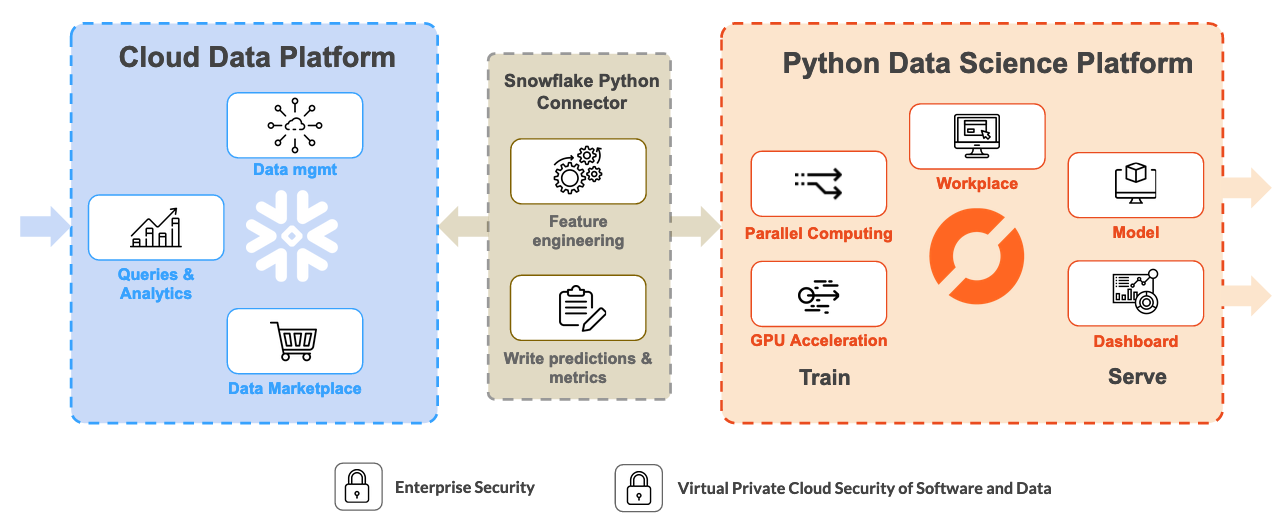 Cloud Data Platform
Data mgmt
Queries &
Analytics
Data Marketplace
Snowflake Python
Connector
Feature
engineering
Write predictions &
metrics
Python Data Science Platform
Workplace
Parallel Computing
GPU Acceleration
Train
Model
Dashboard
Serve
Enterprise Security
Virtual Private Cloud Security of Software and Data